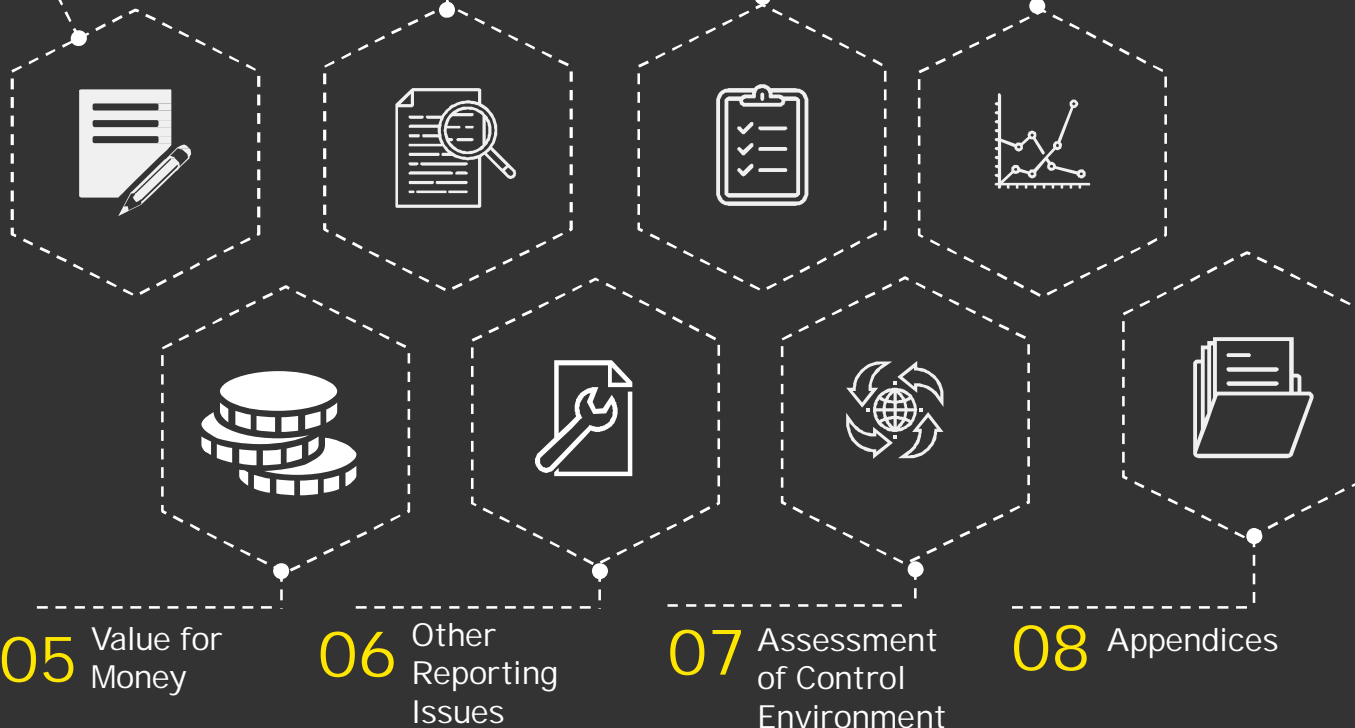 05 Value for
Money
06 Other
Reporting
Issues
07 Assessment
of Control
Environment
08 Appendices